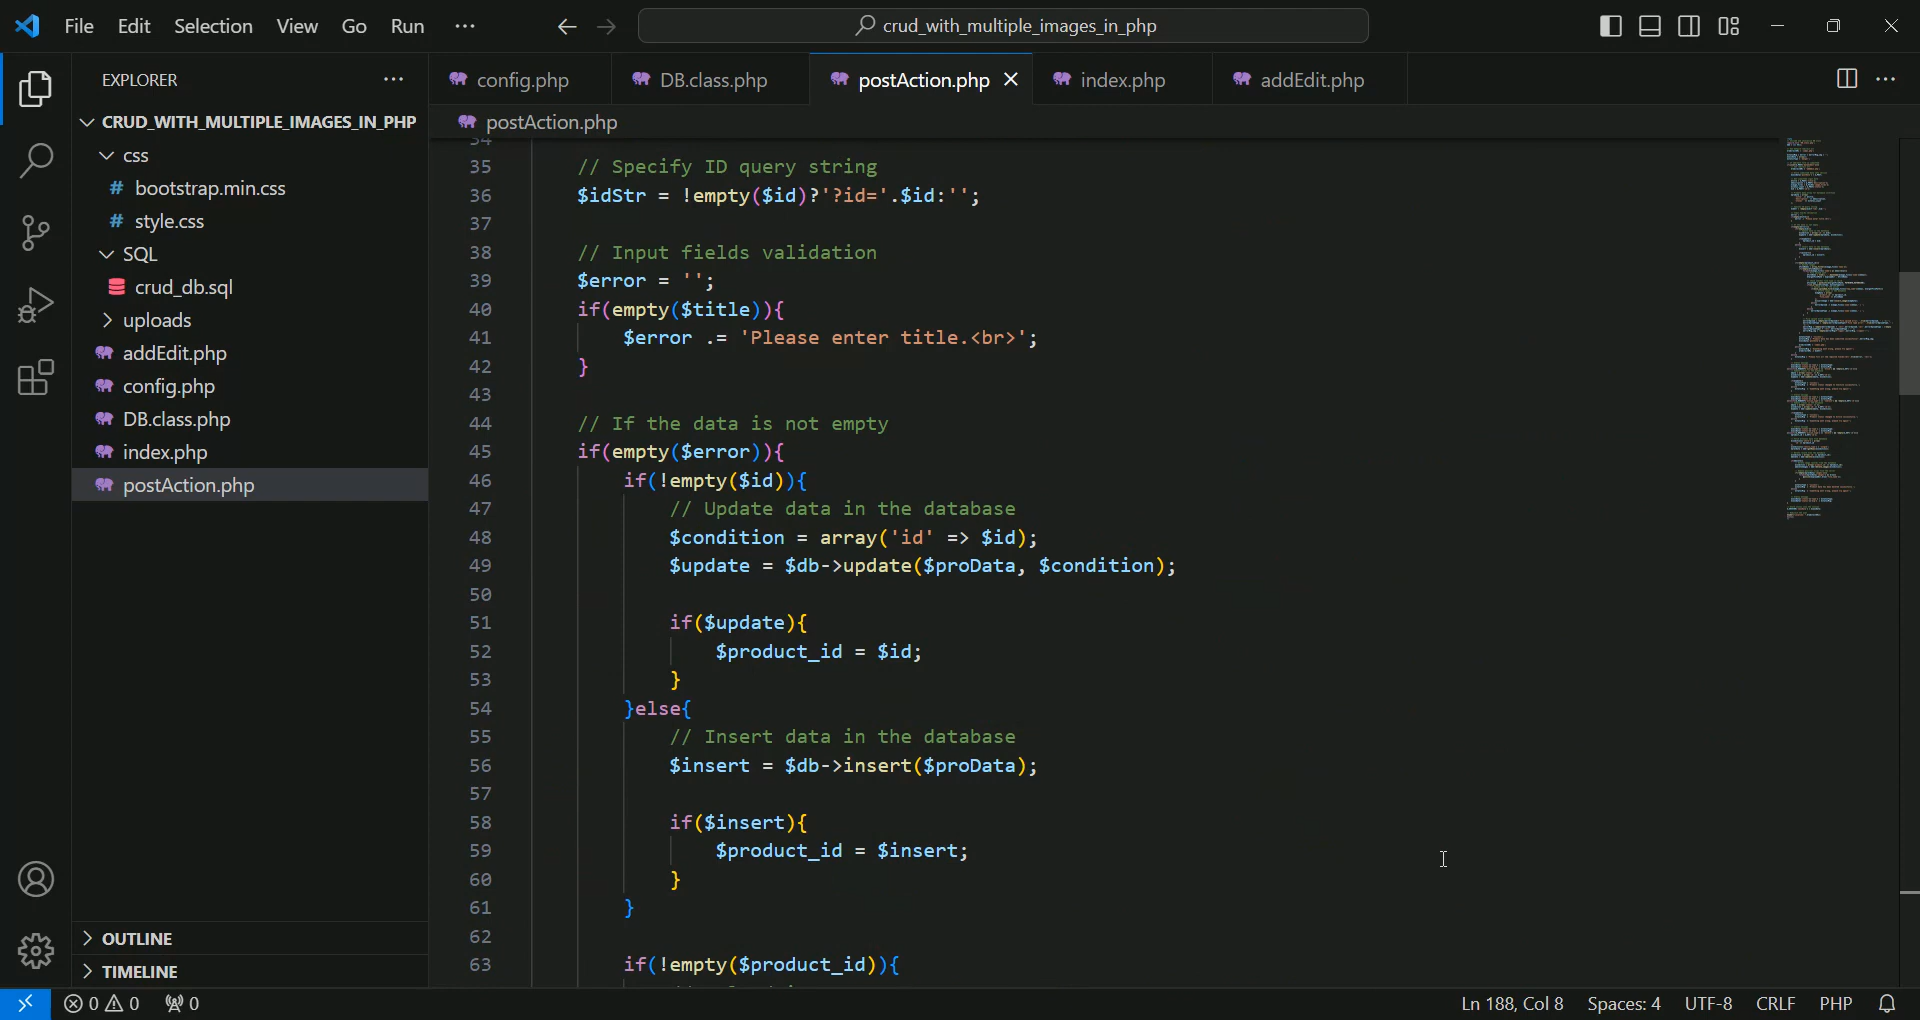 File Edit Selection View Go Run ···
crud_with_multiple_images_in_php
EXPLORER ···
config.php DB.class.php postAction.php index.php addEdit.php
postAction.php
CRUD_WITH_MULTIPLE_IMAGES_IN_PHP
css
# bootstrap.min.css
# style.css
SQL
crud_db.sql
uploads
addEdit.php
config.php
DB.class.php
index.php
postAction.php
OUTLINE
TIMELINE
34
35 // Specify ID query string
36 $idStr = !empty($id)?'?id='.$id:'';
37
38 // Input fields validation
39 $error = '';
40 if(empty($title)){
41 $error .= 'Please enter title.<br>';
42 }
43
44 // If the data is not empty
45 if(empty($error)){
46 if(!empty($id)){
47 // Update data in the database
48 $condition = array('id' => $id);
49 $update = $db->update($proData, $condition);
50
51 if($update){
52 $product_id = $id;
53 }
54 }else{
55 // Insert data in the database
56 $insert = $db->insert($proData);
57
58 if($insert){
59 $product_id = $insert;
60 }
61 }
62
63 if(!empty($product_id)){
0 0 0 Ln 188, Col 8 Spaces: 4 UTF-8 CRLF PHP